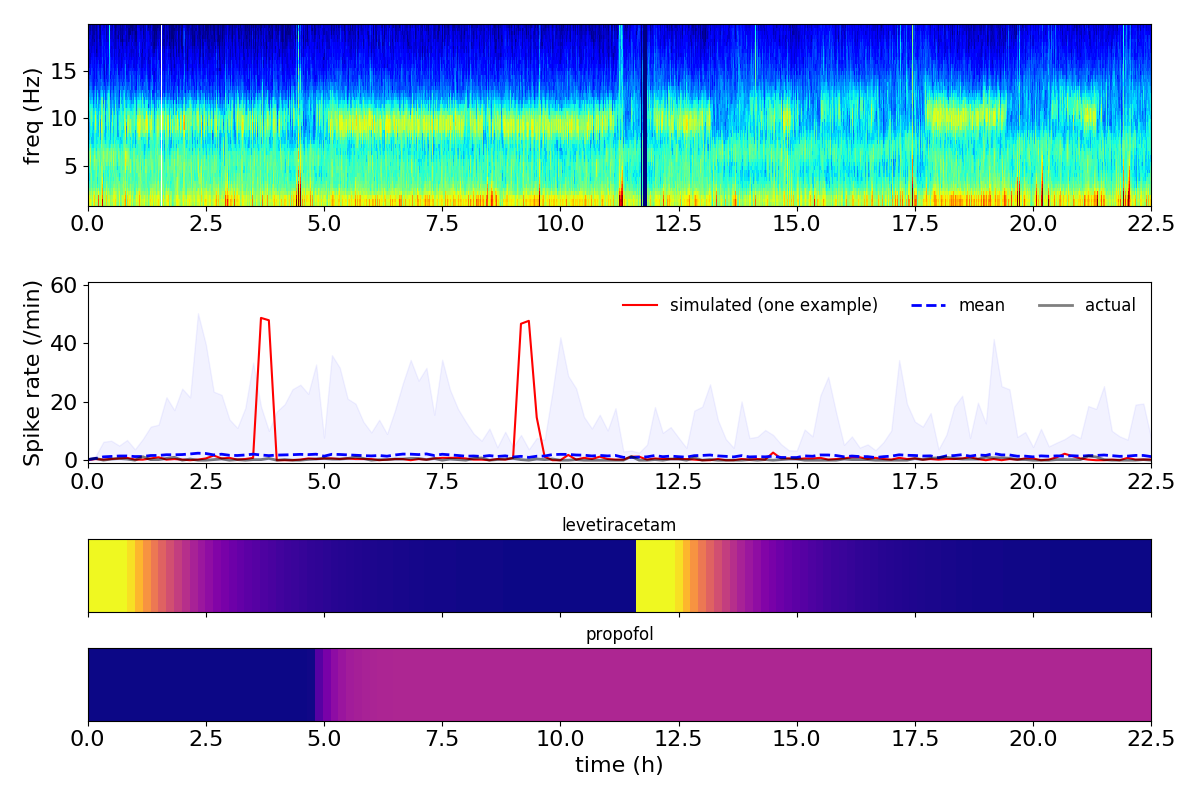 freq (Hz)
15
10
5
0.0 2.5 5.0 7.5 10.0 12.5 15.0 17.5 20.0 22.5
Spike rate (/min)
60
40
20
0
simulated (one example) mean actual
0.0 2.5 5.0 7.5 10.0 12.5 15.0 17.5 20.0 22.5
levetiracetam
propofol
0.0 2.5 5.0 7.5 10.0 12.5 15.0 17.5 20.0 22.5
time (h)